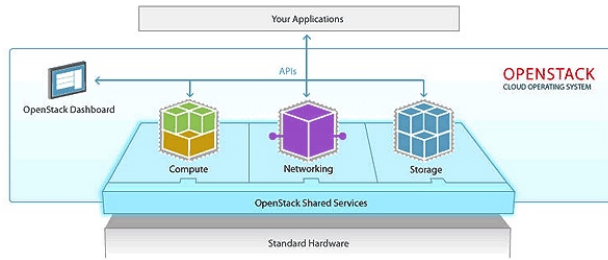 Your Applications
APIs
OPENSTACK
CLOUD OPERATING SYSTEM
OpenStack Dashboard
Compute
Networking
Storage
OpenStack Shared Services
Standard Hardware